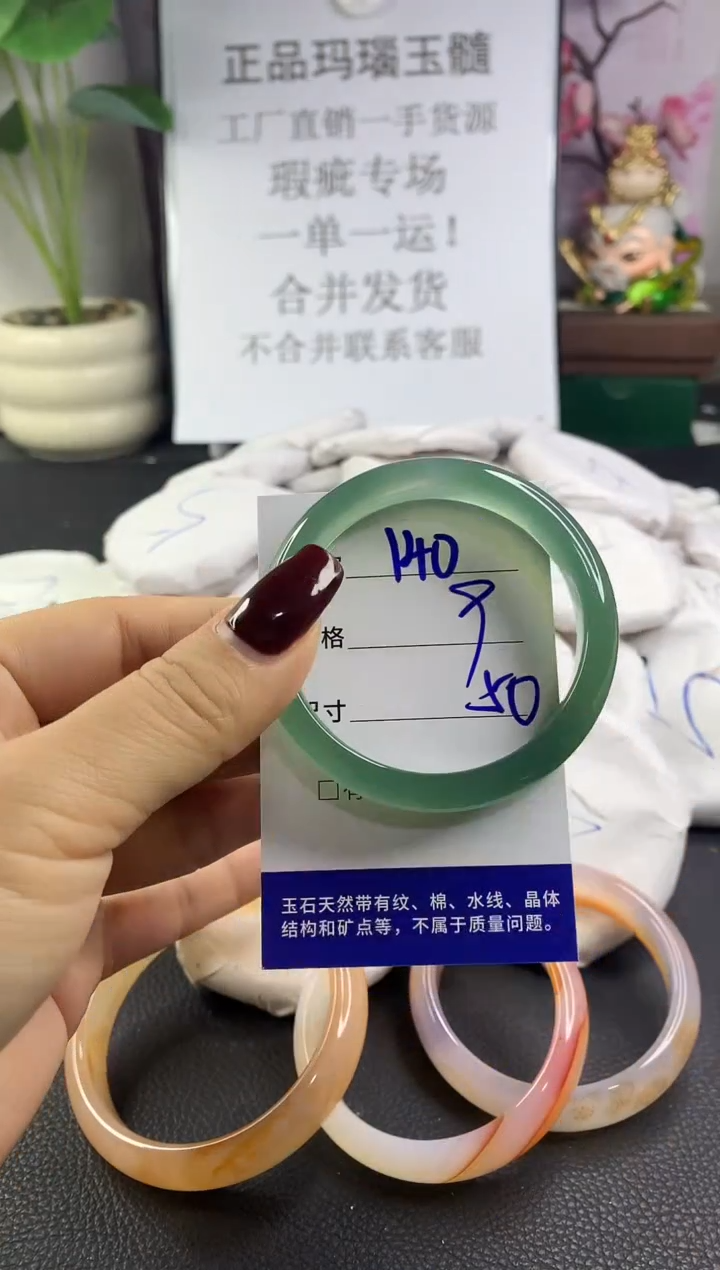 正品玛瑙玉髓
工厂直销一手货源
瑕疵专场
一单一运！
合并发货
不合并联系客服
140
格
50
寸
玉石天然带有纹、棉、水线、晶体
结构和矿点等，不属于质量问题。